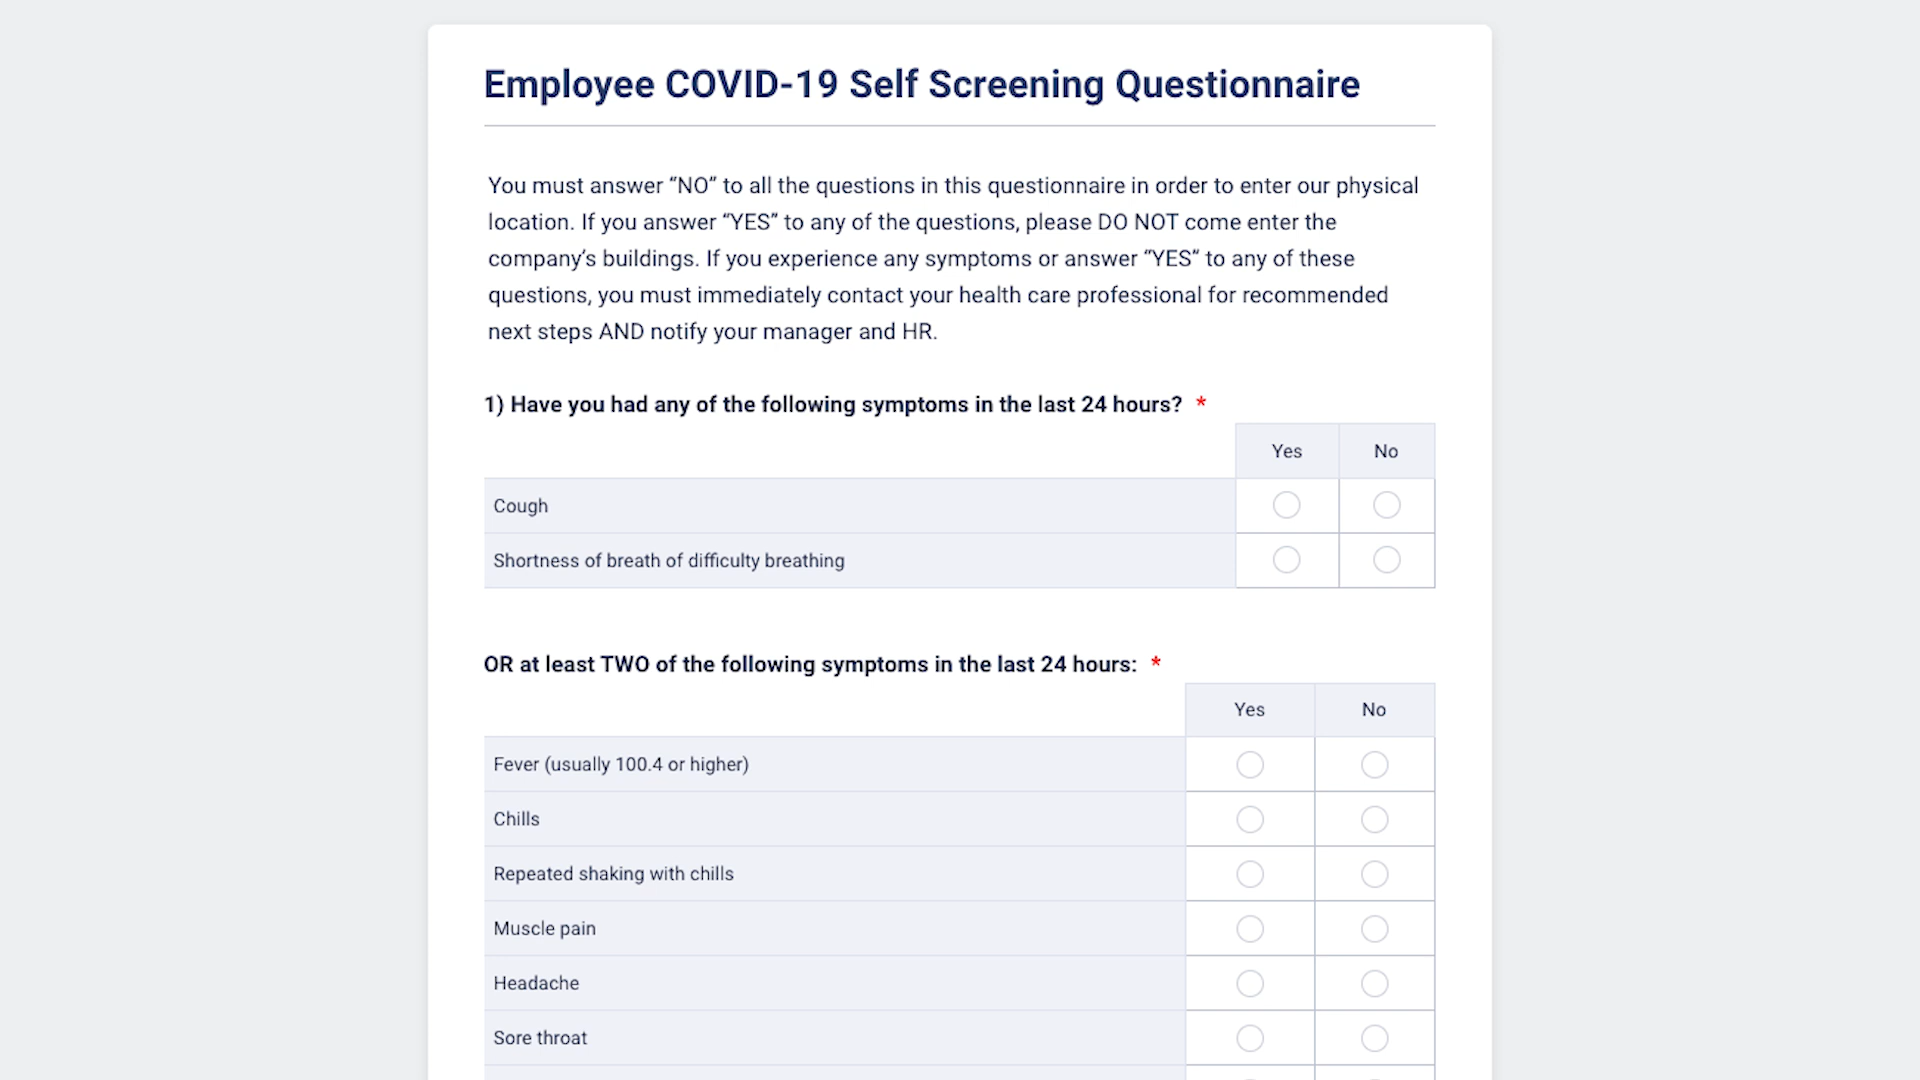 Employee COVID-19 Self Screening Questionnaire
You must answer “NO” to all the questions in this questionnaire in order to enter our physical
location. If you answer “YES” to any of the questions, please DO NOT come enter the
company’s buildings. If you experience any symptoms or answer “YES” to any of these
questions, you must immediately contact your health care professional for recommended
next steps AND notify your manager and HR.
1) Have you had any of the following symptoms in the last 24 hours? *
Yes No
Cough
Shortness of breath of difficulty breathing
OR at least TWO of the following symptoms in the last 24 hours: *
Yes No
Fever (usually 100.4 or higher)
Chills
Repeated shaking with chills
Muscle pain
Headache
Sore throat